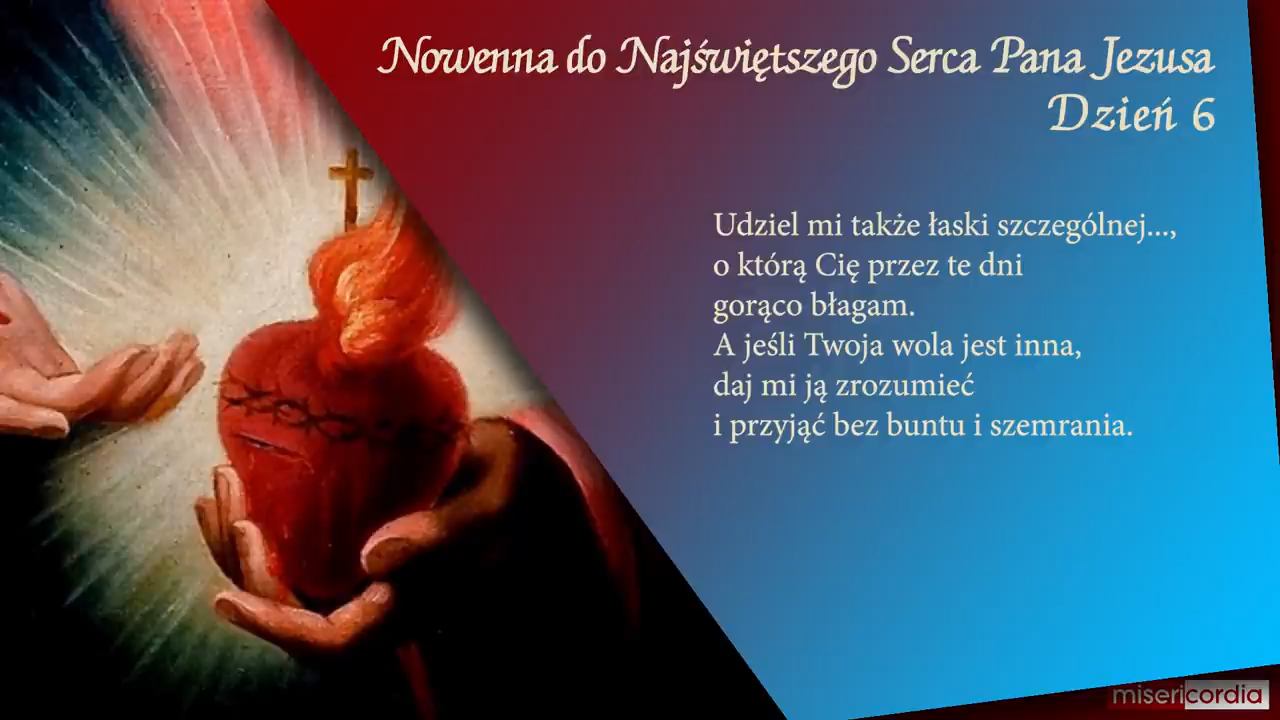 Nowenna do Najświętszego Serca Pana Jezusa
Dzień 6
Udziel mi także łaski szczególnej...,
o którą Cię przez te dni
gorąco błagam.
A jeśli Twoja wola jest inna,
daj mi ją zrozumieć
i przyjąć bez buntu i szemrania.
misericordia